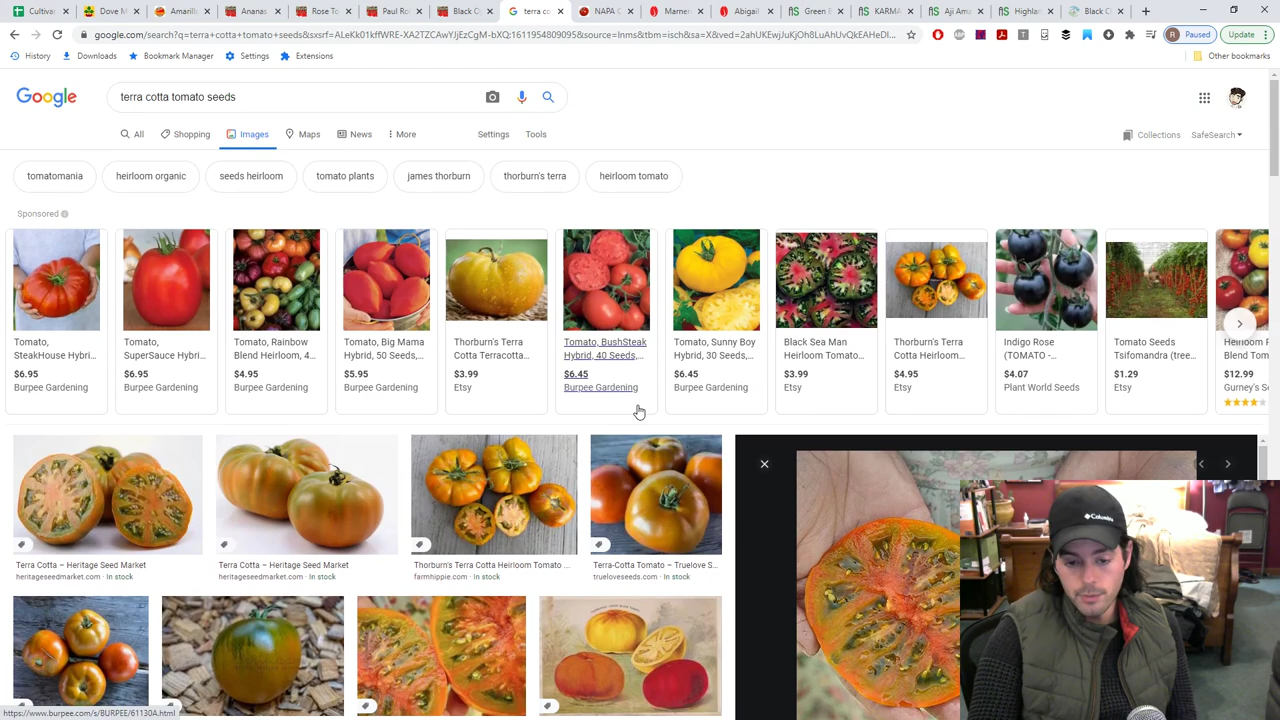 Cultiva
Dove M
Amarill
Ananas
Rose To
Paul Ro
Black O
terra co
NAPA C
Marner
Abigail
Green B
KARMA
Aji Ama
Highlan
Black C
google.com/search?q=terra+cotta+tomato+seeds&sxsrf=ALeKk01kffWRE-XA2TZCAwYJjEzCgM-bXQ:1611954809095&source=lnms&tbm=isch&sa=X&ved=2ahUKEwjJuKjOh8LuAhUvQkEAHeDI...
R Paused
Update
History
Downloads
Bookmark Manager
Settings
Extensions
Other bookmarks
Google
terra cotta tomato seeds
All
Shopping
Images
Maps
News
More
Settings
Tools
Collections
SafeSearch
tomatomania
heirloom organic
seeds heirloom
tomato plants
james thorburn
thorburn's terra
heirloom tomato
Sponsored
Tomato,
SteakHouse Hybri...
$6.95
Burpee Gardening
Tomato,
SuperSauce Hybri...
$6.95
Burpee Gardening
Tomato, Rainbow
Blend Heirloom, 4...
$4.95
Burpee Gardening
Tomato, Big Mama
Hybrid, 50 Seeds,...
$5.95
Burpee Gardening
Thorburn's Terra
Cotta Terracotta...
$3.99
Etsy
Tomato, BushSteak
Hybrid, 40 Seeds,...
$6.45
Burpee Gardening
Tomato, Sunny Boy
Hybrid, 30 Seeds,...
$6.45
Burpee Gardening
Black Sea Man
Heirloom Tomato...
$3.99
Etsy
Thorburn's Terra
Cotta Heirloom...
$4.95
Etsy
Indigo Rose
(TOMATO -...
$4.07
Plant World Seeds
Tomato Seeds
Tsifomandra (tree...
$1.29
Etsy
Heirloom R
Blend Tom
$12.99
Gurney's Se
Terra Cotta – Heritage Seed Market
heritageseedmarket.com · In stock
Terra Cotta – Heritage Seed Market
heritageseedmarket.com · In stock
Thorburn's Terra Cotta Heirloom Tomato ...
farmhippie.com · In stock
Terra-Cotta Tomato – Truelove S...
trueloveseeds.com · In stock
Columbia
https://www.burpee.com/s/BURPEE/61130A.html